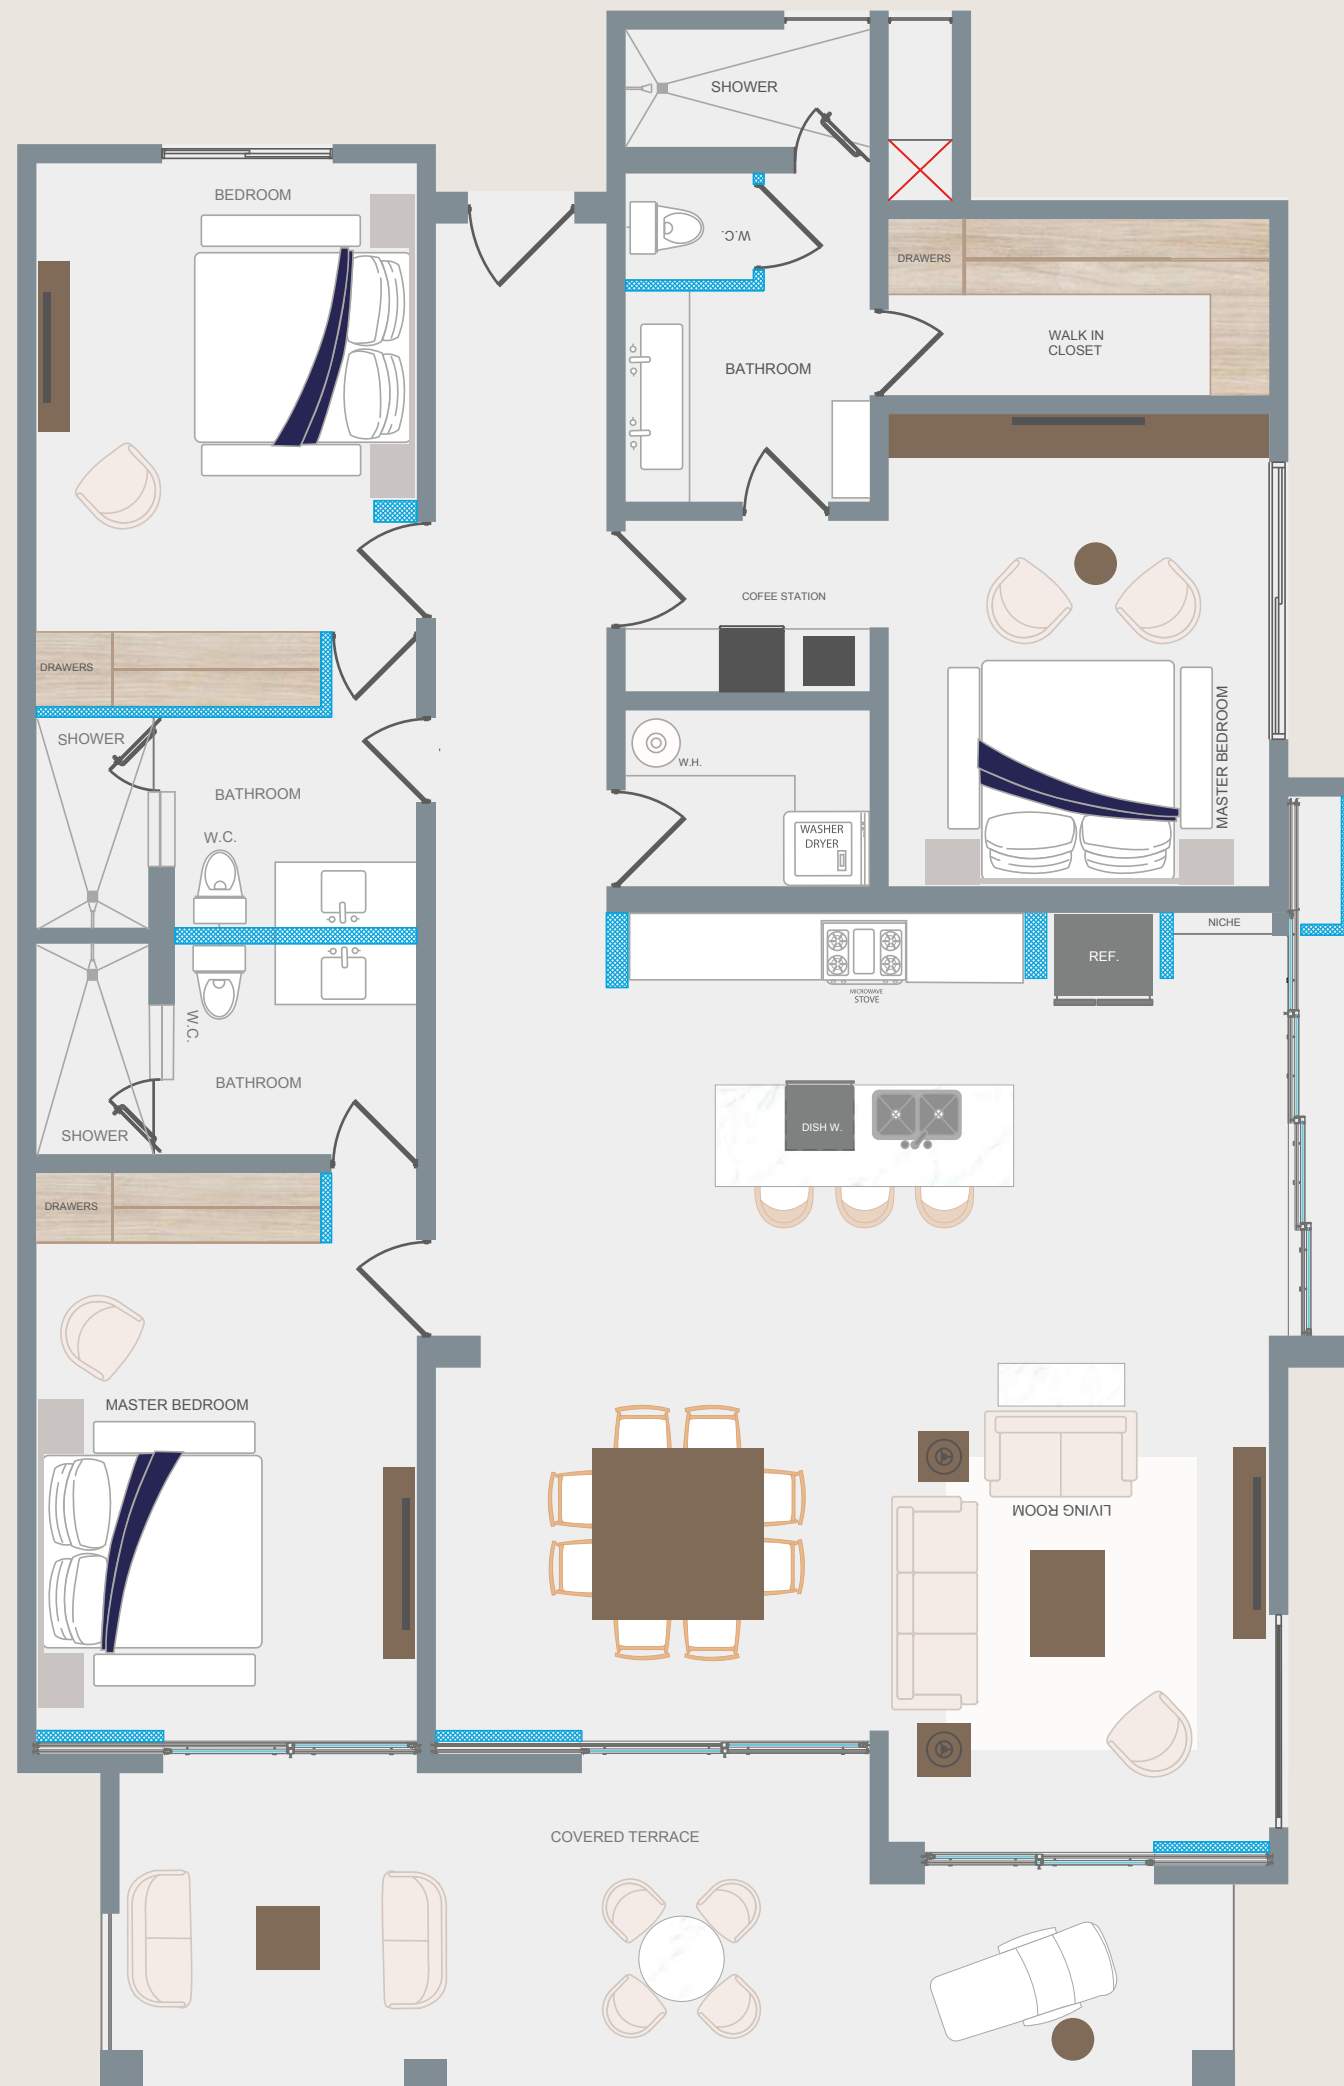 SHOWER
BEDROOM
W.C.
DRAWERS
WALK IN
CLOSET
BATHROOM
COFEE STATION
DRAWERS
MASTER BEDROOM
SHOWER
W.H.
BATHROOM
WASHER
DRYER
W.C.
NICHE
REF.
MICROWAVE
STOVE
W.C.
BATHROOM
DISH W.
SHOWER
DRAWERS
MASTER BEDROOM
LIVING ROOM
COVERED TERRACE